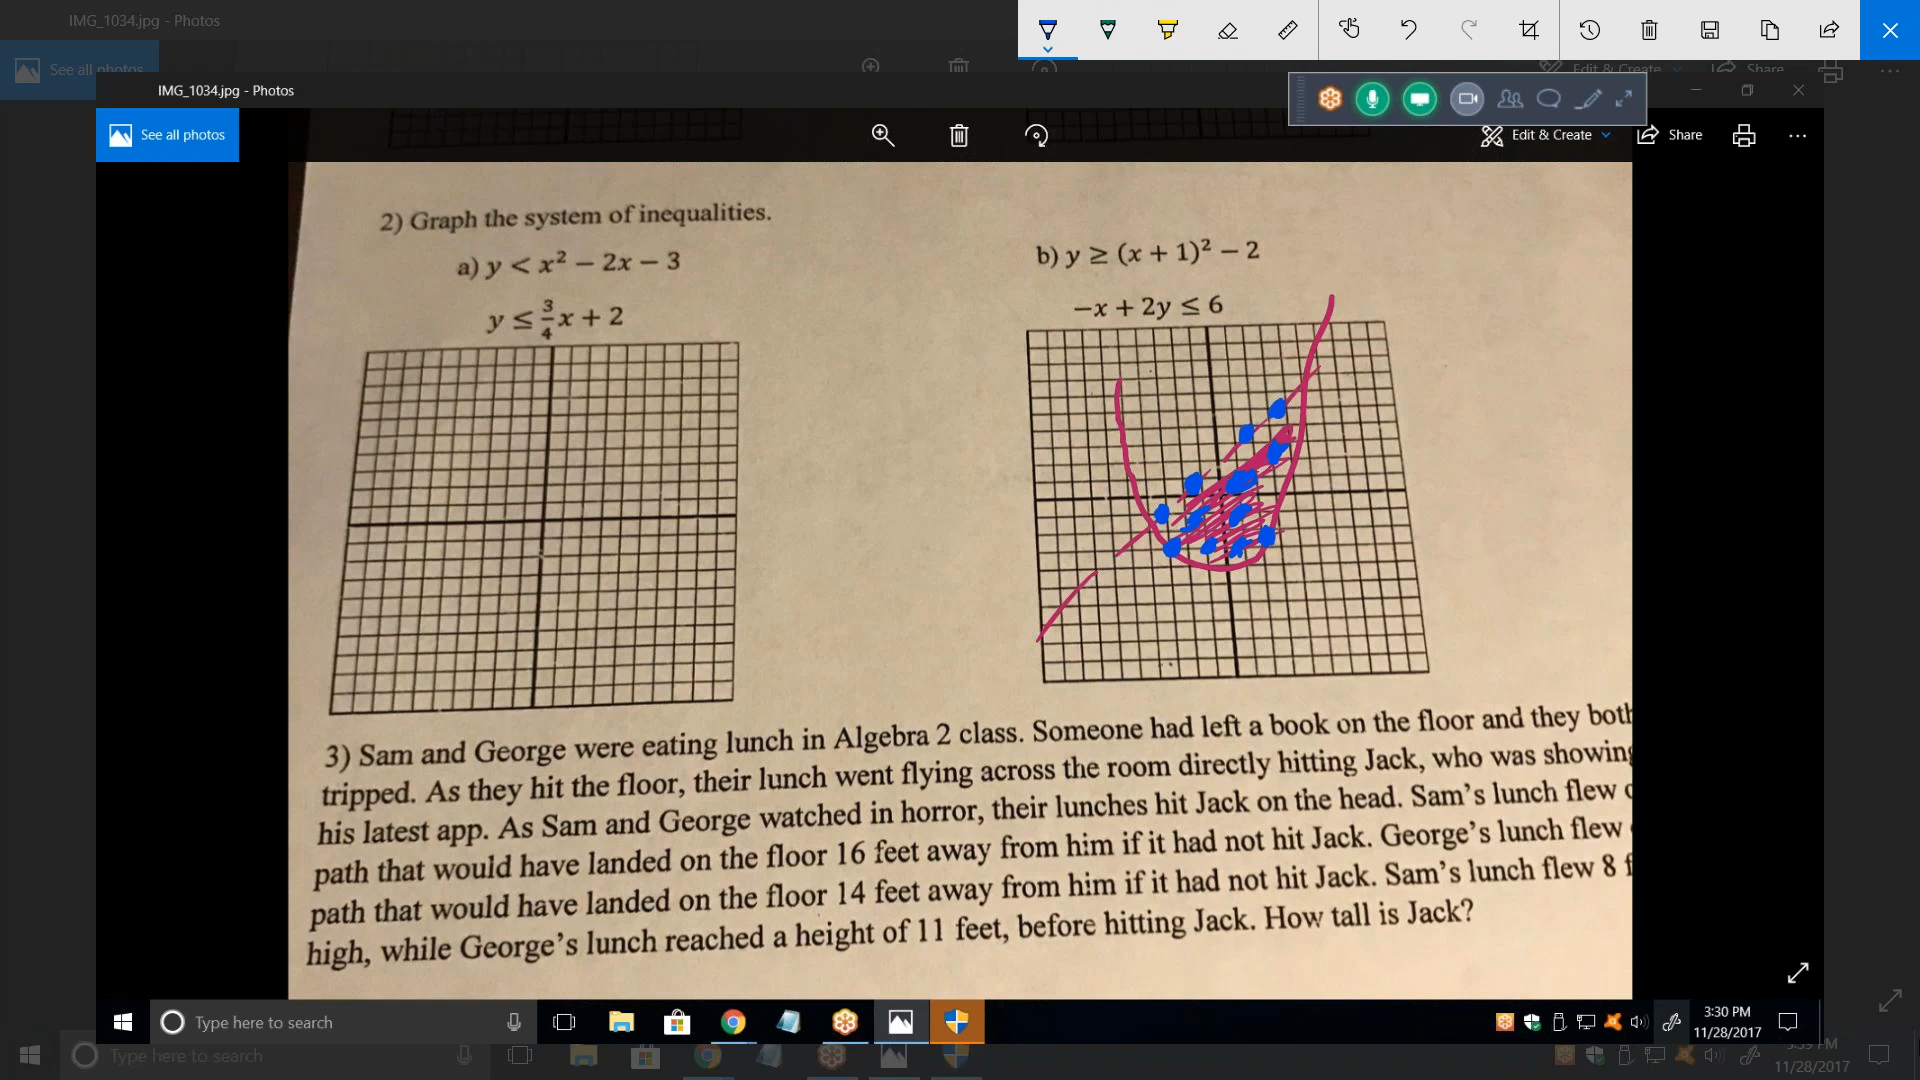 IMG_1034.jpg - Photos
See all photos
Edit & Create
Share
IMG_1034.jpg - Photos
See all photos
Edit & Create
Share
2) Graph the system of inequalities.
a) y < x² − 2x − 3
y ≤ 3/4 x + 2
b) y ≥ (x + 1)² − 2
−x + 2y ≤ 6
3) Sam and George were eating lunch in Algebra 2 class. Someone had left a book on the floor and they both
tripped. As they hit the floor, their lunch went flying across the room directly hitting Jack, who was showing
his latest app. As Sam and George watched in horror, their lunches hit Jack on the head. Sam's lunch flew
path that would have landed on the floor 16 feet away from him if it had not hit Jack. George's lunch flew
path that would have landed on the floor 14 feet away from him if it had not hit Jack. Sam's lunch flew 8 f
high, while George's lunch reached a height of 11 feet, before hitting Jack. How tall is Jack?
Type here to search
3:30 PM
11/28/2017
Type here to search
11/28/2017